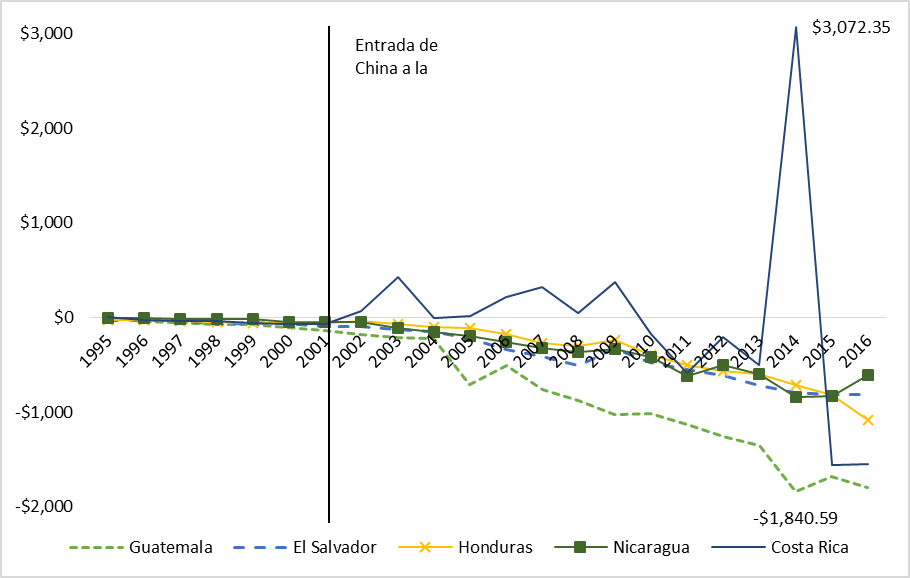 $3,000
$3,072.35
Entrada de
China a la
$2,000
$1,000
$0
1995 1996 1997 1998 1999 2000 2001 2002 2003 2004 2005 2006 2007 2008 2009 2010 2011 2012 2013 2014 2015 2016
-$1,000
-$2,000
-$1,840.59
Guatemala El Salvador Honduras Nicaragua Costa Rica